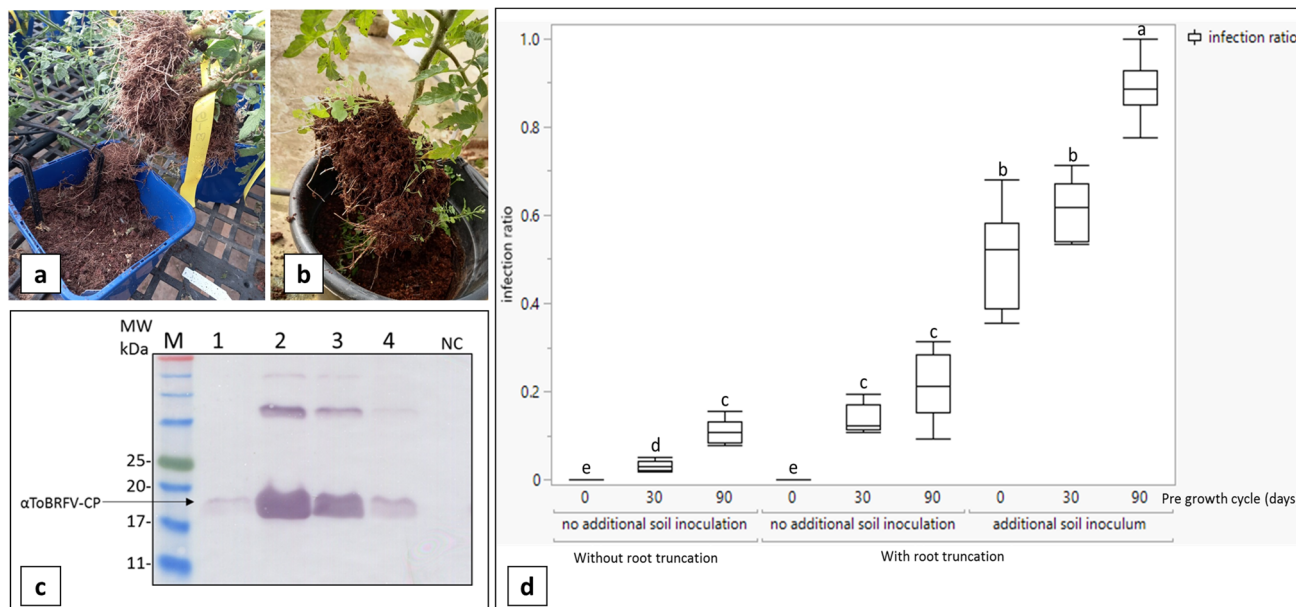 a
b
MW
kDa
M 1 2 3 4 NC
25-
20-
αToBRFV-CP
17-
11-
c
infection ratio
1.0
0.8
0.6
0.4
0.2
0
e
d
c
e
c
c
b
b
a
infection ratio
0 30 90 0 30 90 0 30 90 Pre growth cycle (days
no additional soil inoculation no additional soil inoculation additional soil inoculum
Without root truncation With root truncation
d